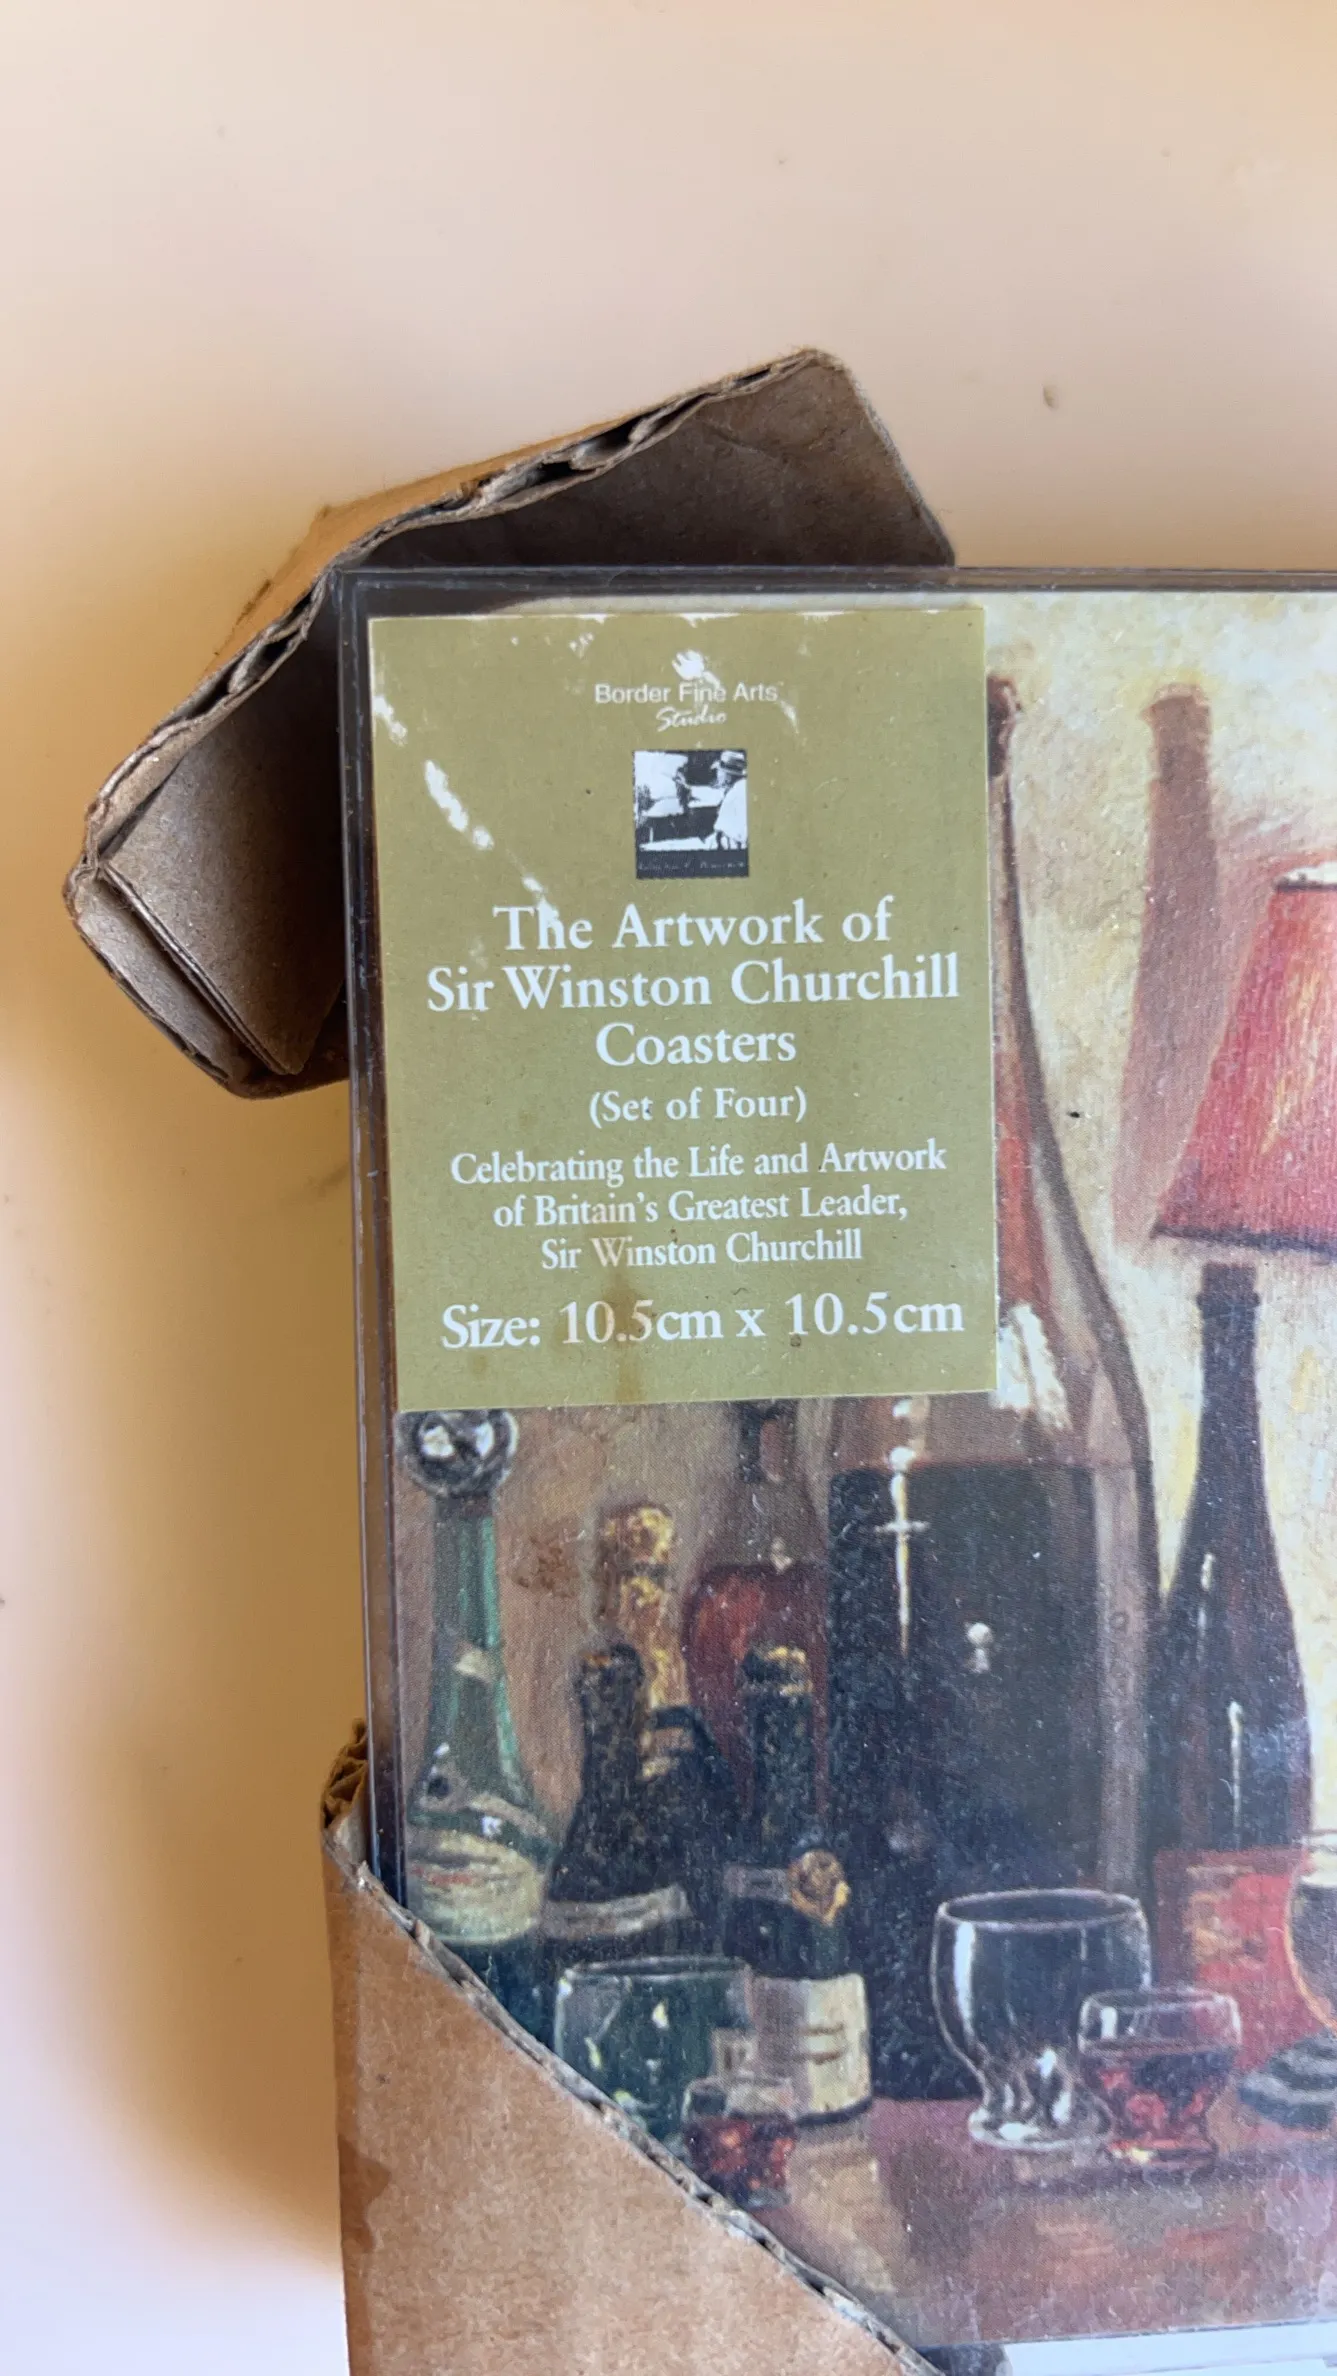 Border Fine Arts
Studio
The Artwork of
Sir Winston Churchill
Coasters
(Set of Four)
Celebrating the Life and Artwork
of Britain's Greatest Leader,
Sir Winston Churchill
Size: 10.5cm x 10.5cm